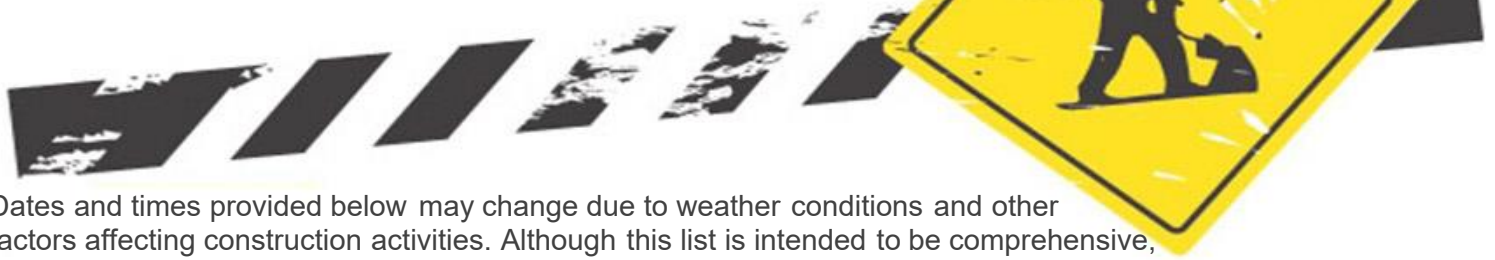 Dates and times provided below may change due to weather conditions and other
actors affecting construction activities. Although this list is intended to be comprehensive,